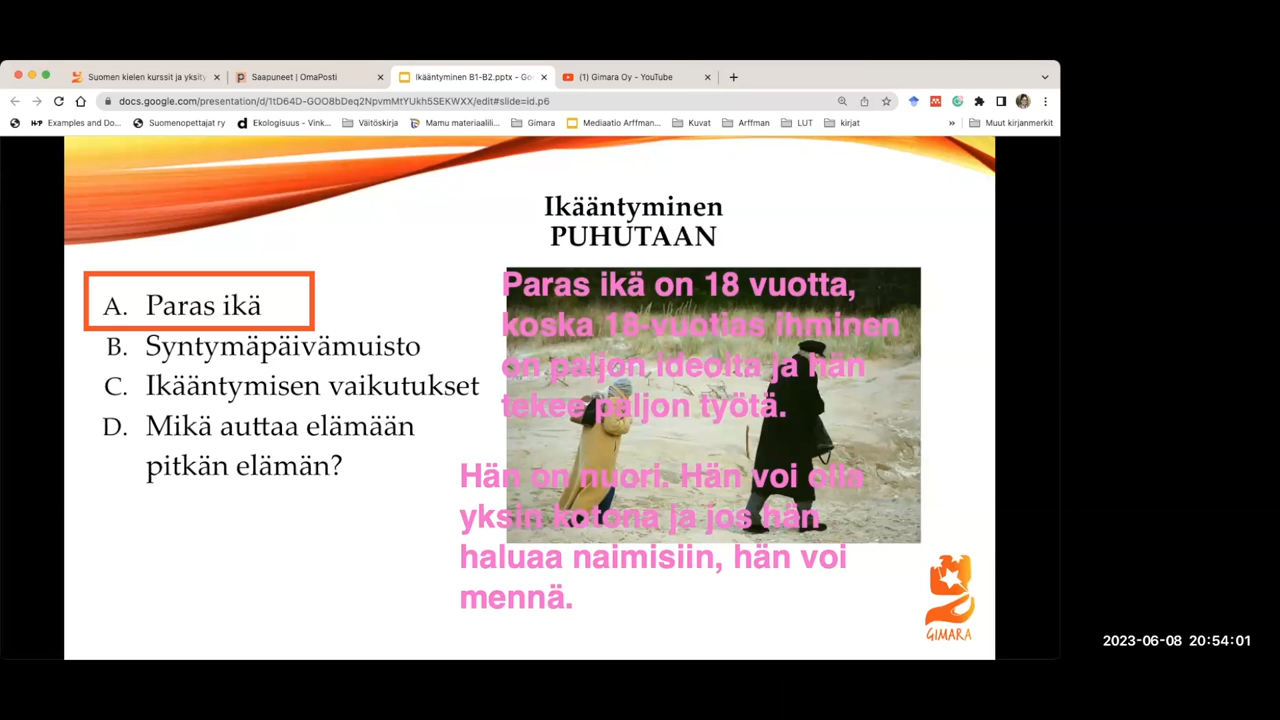 Suomen kielen kurssit ja yksity
Saapuneet | OmaPosti
Ikääntyminen B1-B2.pptx - Go
(1) Gimara Oy - YouTube
docs.google.com/presentation/d/1tD64D-GOO8bDeq2NpvmMtYUkh5SEKWXX/edit#slide=id.p6
Examples and Do...
Suomenopettajat ry
Ekologisuus - Vink...
Väitöskirja
Mamu materiaalili...
Gimara
Mediaatio Arffman...
Kuvat
Arffman
LUT
kirjat
»
Muut kirjanmerkit
Ikääntyminen
PUHUTAAN
A. Paras ikä
B. Syntymäpäivämuisto
C. Ikääntymisen vaikutukset
D. Mikä auttaa elämään
pitkän elämän?
Paras ikä on 18 vuotta,
koska 18-vuotias ihminen
on paljon ideoita ja hän
tekee paljon työtä.
Hän on nuori. Hän voi olla
yksin kotona ja jos hän
haluaa naimisiin, hän voi
mennä.
GIMARA
2023-06-08 20:54:01